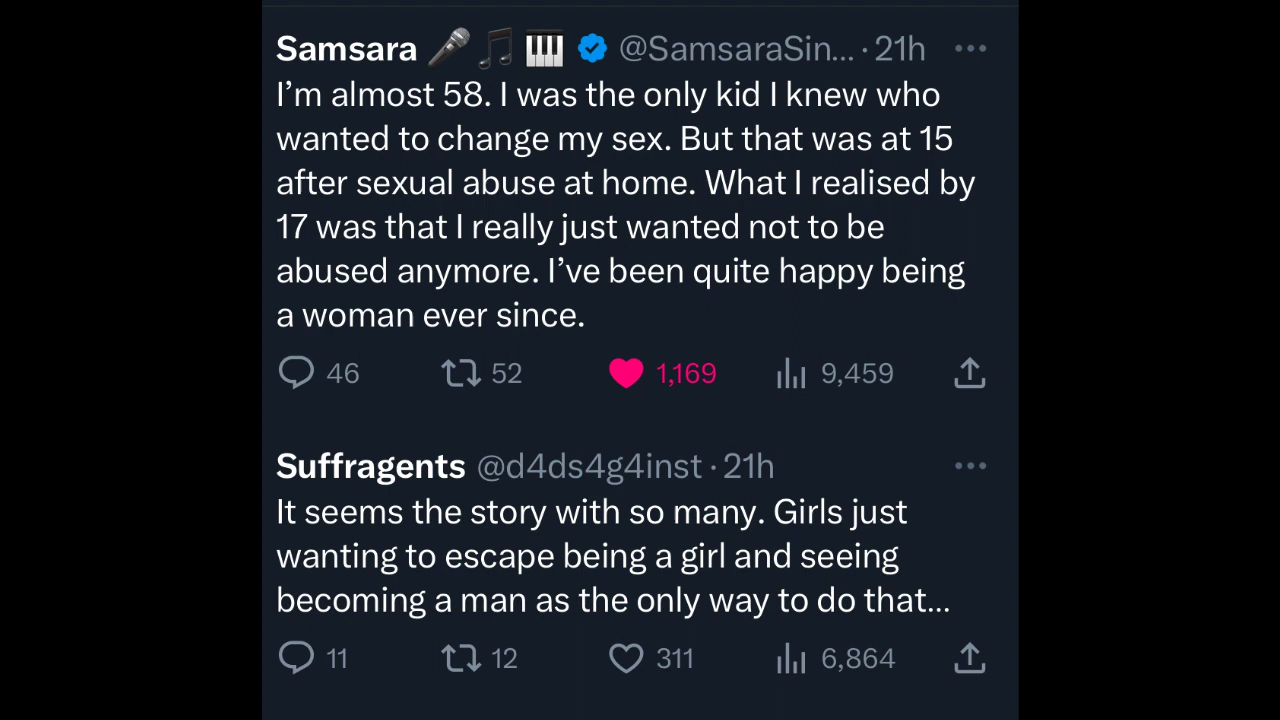 Samsara 🎤 🎵 🎹 @SamsaraSin... · 21h
I’m almost 58. I was the only kid I knew who
wanted to change my sex. But that was at 15
after sexual abuse at home. What I realised by
17 was that I really just wanted not to be
abused anymore. I’ve been quite happy being
a woman ever since.
46 52 1,169 9,459
Suffragents @d4ds4g4inst · 21h
It seems the story with so many. Girls just
wanting to escape being a girl and seeing
becoming a man as the only way to do that...
11 12 311 6,864